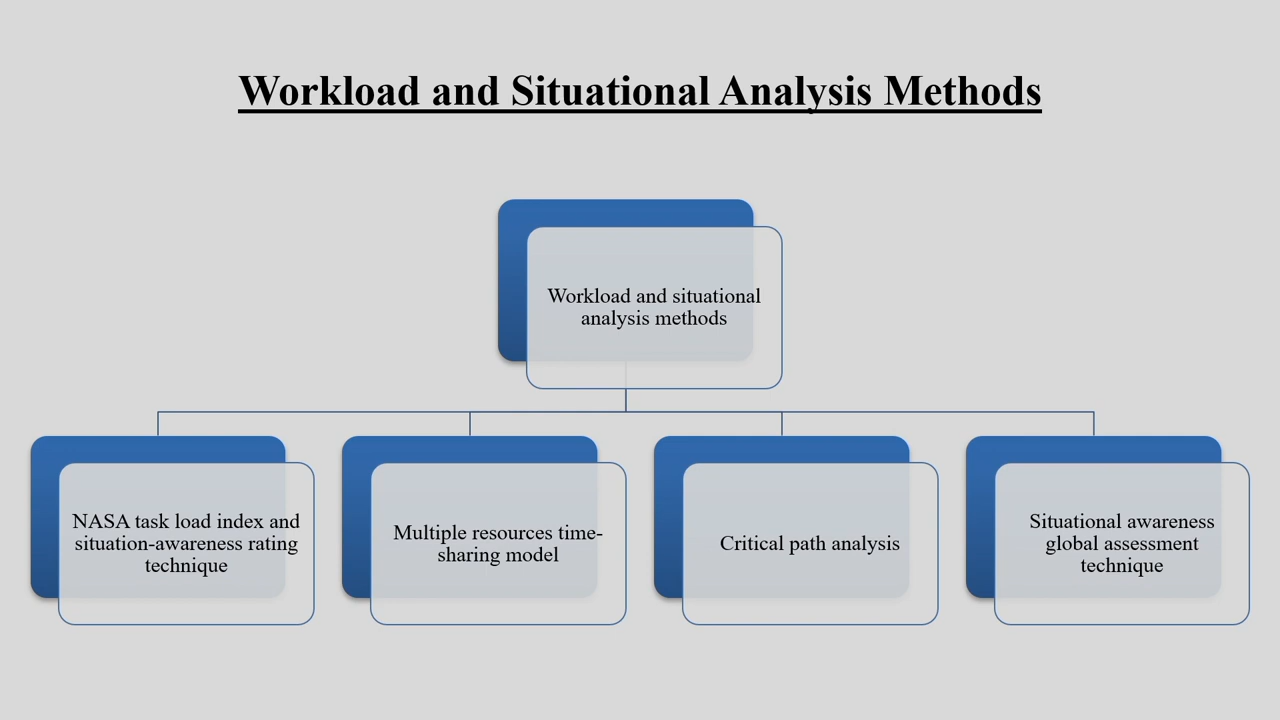 Workload and Situational Analysis Methods
Workload and situational
analysis methods
NASA task load index and
situation-awareness rating
technique
Multiple resources time-
sharing model
Critical path analysis
Situational awareness
global assessment
technique